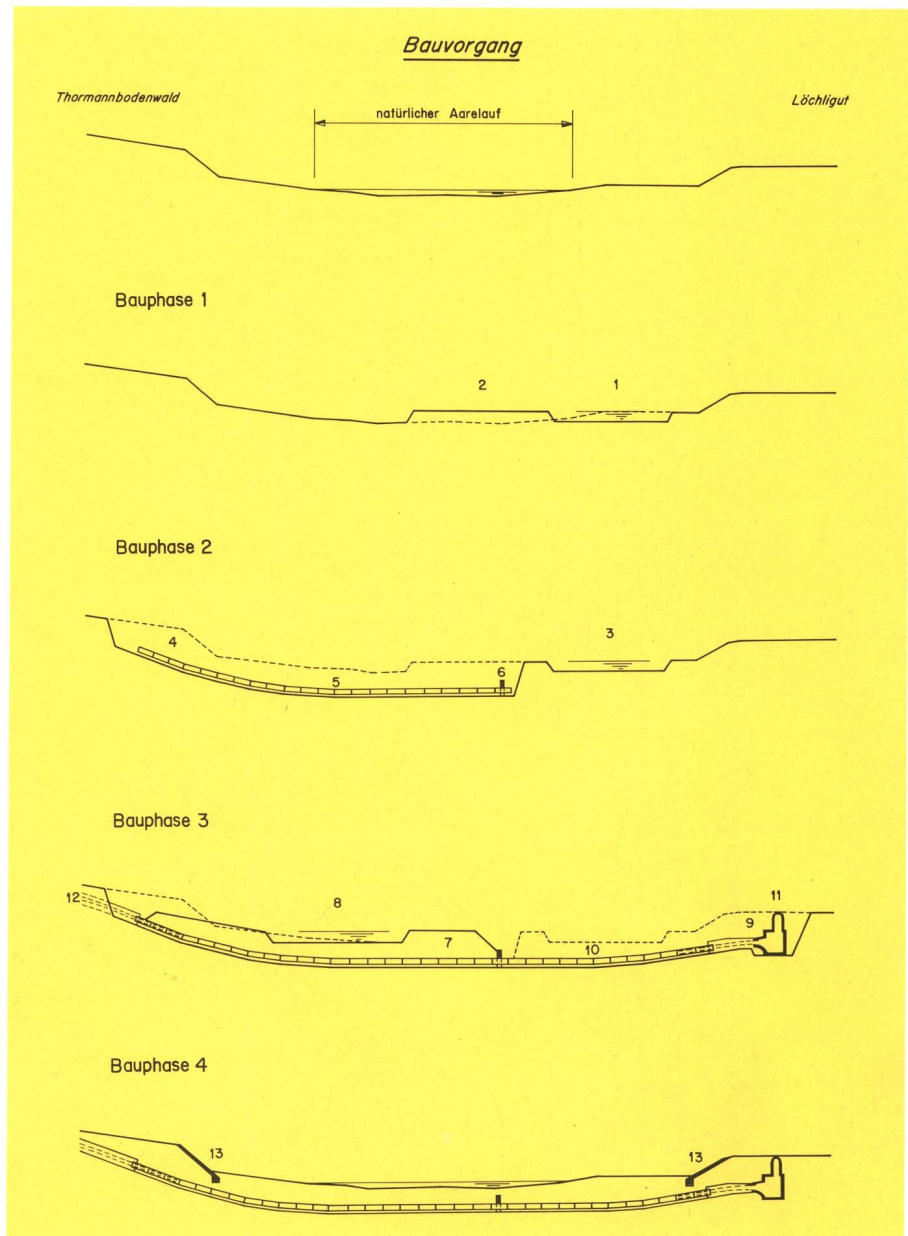 Bauvorgang
Thormannbodenwald
natürlicher Aarelauf
Löchligut
Bauphase 1
2
1
Bauphase 2
3
4
5
6
Bauphase 3
12
8
11
9
7
10
Bauphase 4
13
13